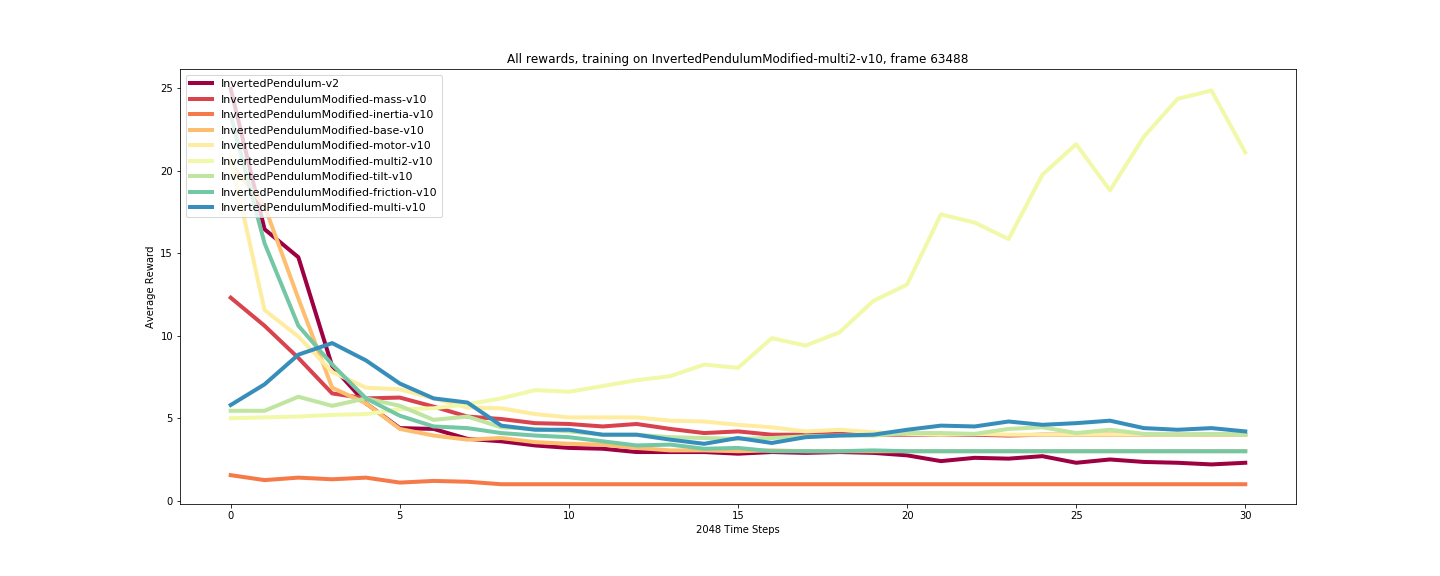 All rewards, training on InvertedPendulumModified-multi2-v10, frame 63488
InvertedPendulum-v2
InvertedPendulumModified-mass-v10
InvertedPendulumModified-inertia-v10
InvertedPendulumModified-base-v10
InvertedPendulumModified-motor-v10
InvertedPendulumModified-multi2-v10
InvertedPendulumModified-tilt-v10
InvertedPendulumModified-friction-v10
InvertedPendulumModified-multi-v10
25
20
15
10
5
0
Average Reward
0 5 10 15 20 25 30
2048 Time Steps